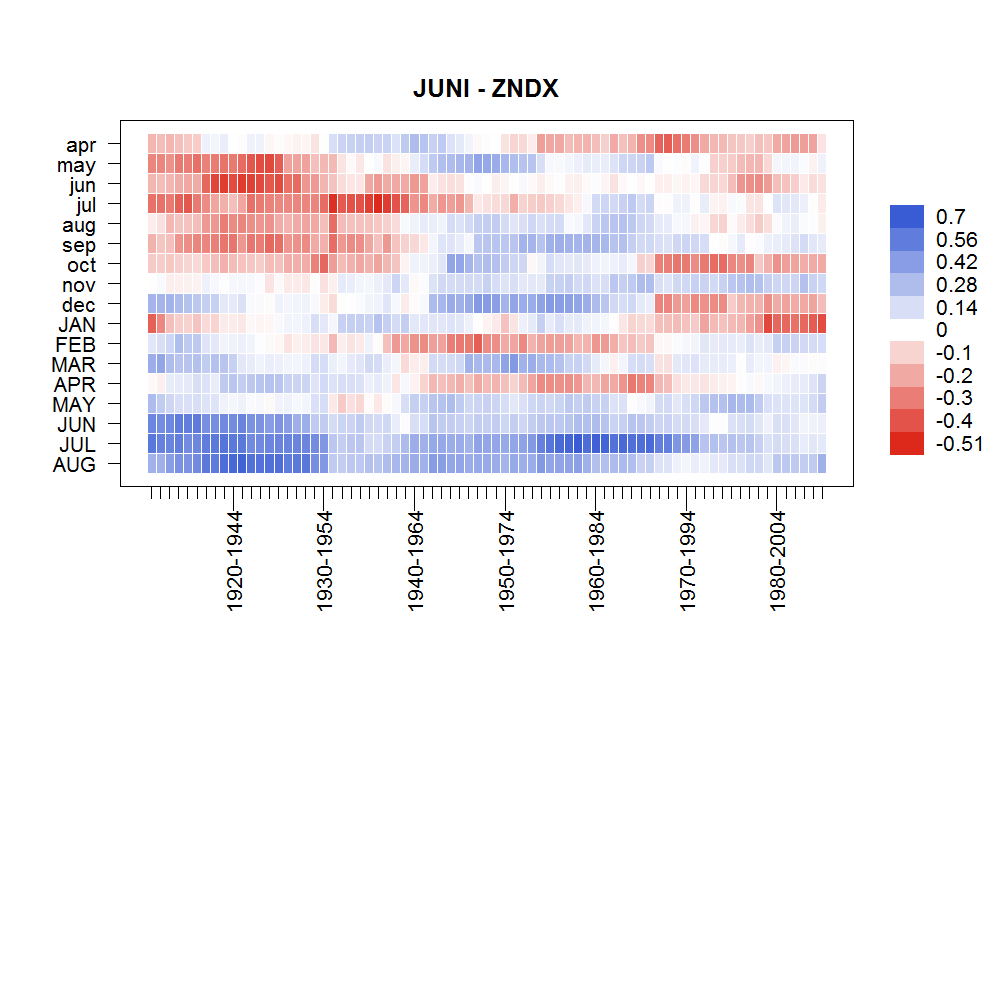 JUNI - ZNDX
apr
may
jun
jul
aug
sep
oct
nov
dec
JAN
FEB
MAR
APR
MAY
JUN
JUL
AUG
1920-1944
1930-1954
1940-1964
1950-1974
1960-1984
1970-1994
1980-2004
0.7
0.56
0.42
0.28
0.14
0
-0.1
-0.2
-0.3
-0.4
-0.51